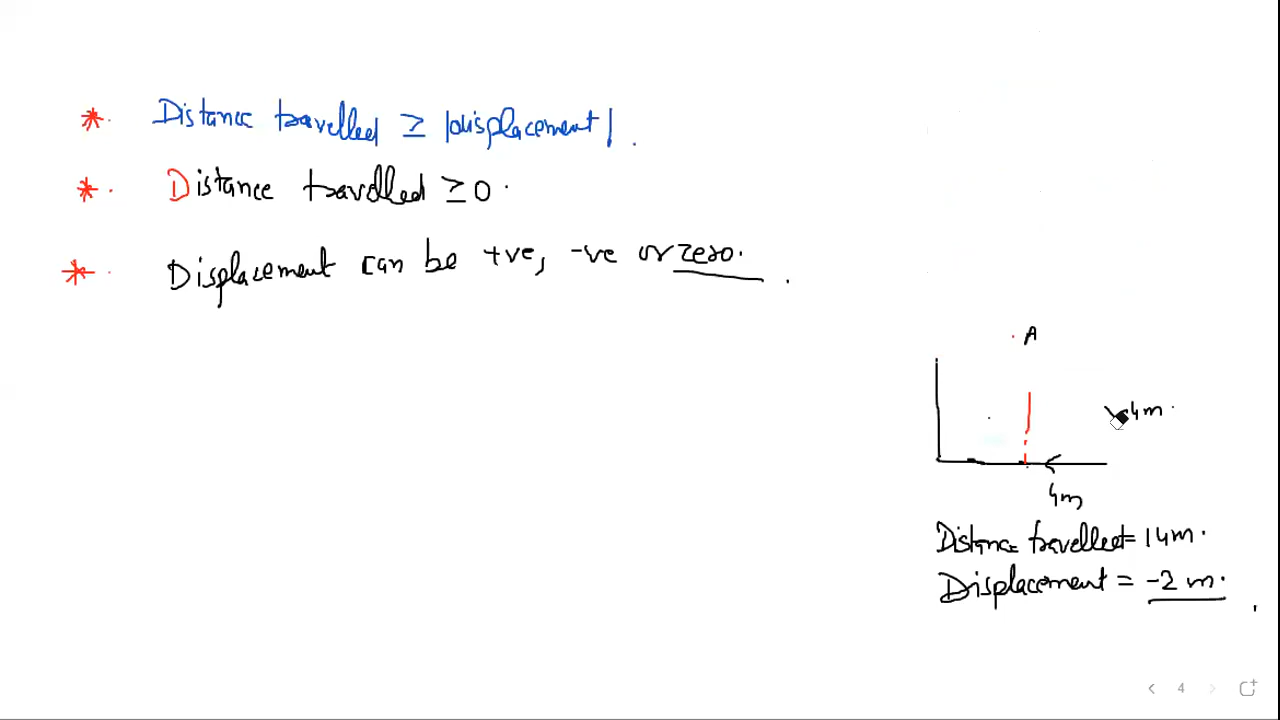 * Distance travelled ≥ |displacement|.
* Distance travelled ≥ 0.
* Displacement can be +ve, -ve or zero.
A
4m
4m
Distance travelled = 14m.
Displacement = -2 m.
4